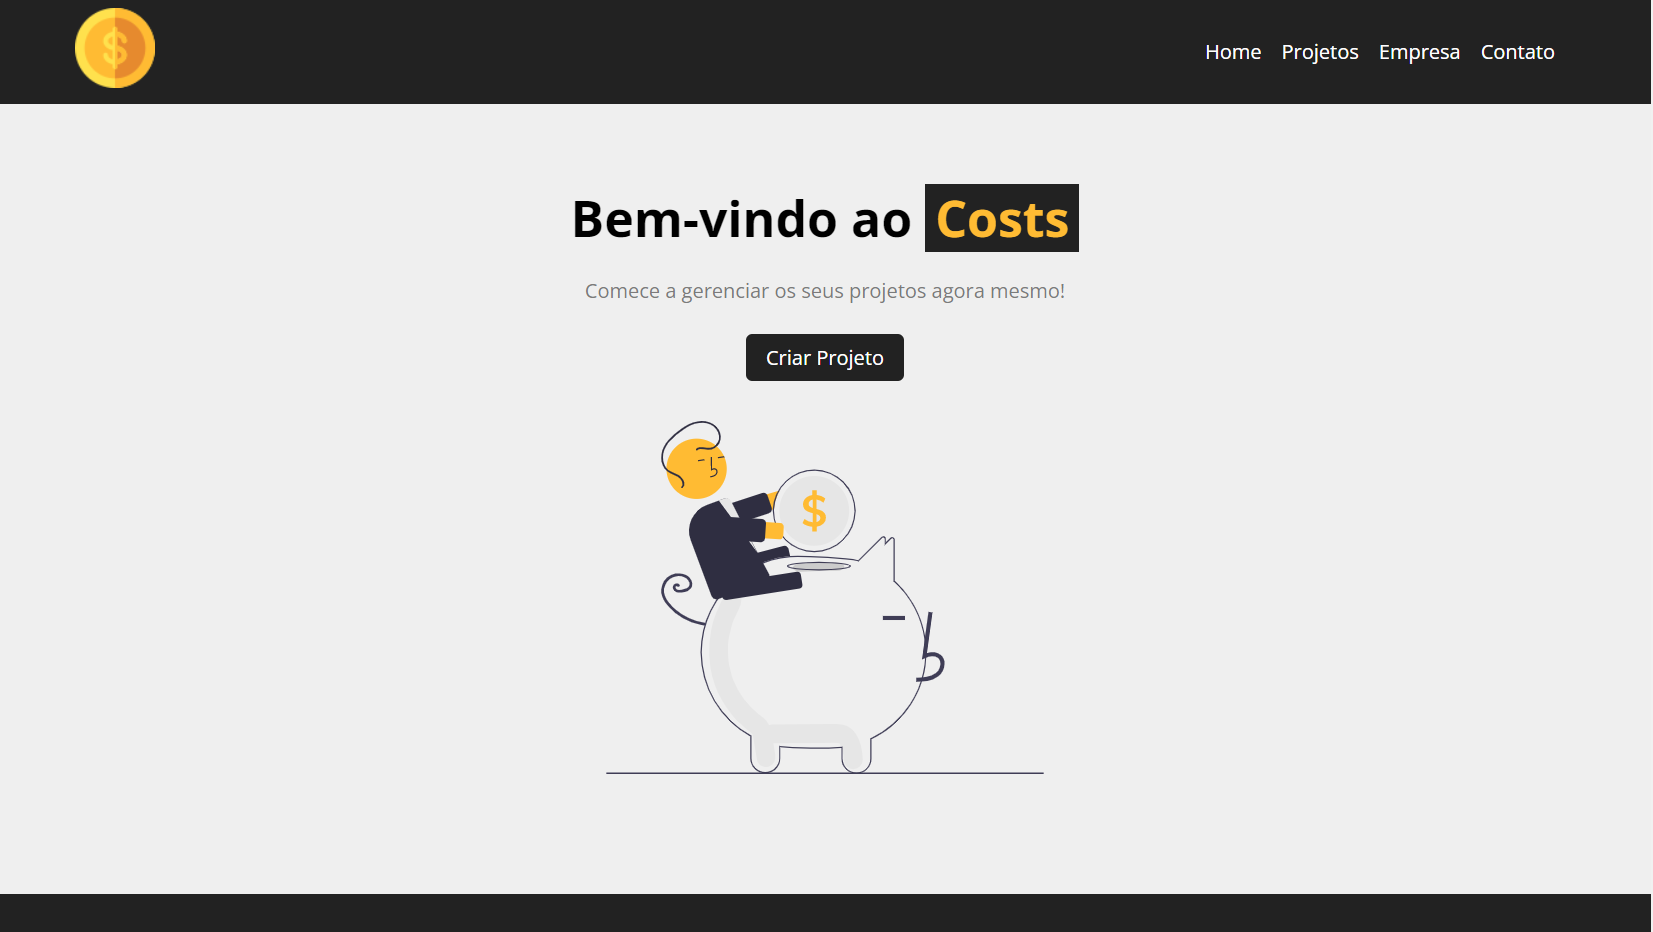 $
Home Projetos Empresa Contato
Bem-vindo ao Costs
Comece a gerenciar os seus projetos agora mesmo!
Criar Projeto
$